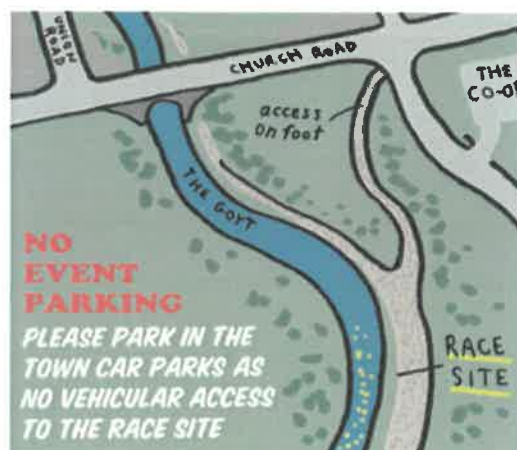 UNION
ROAD
CHURCH ROAD
THE
CO-OP
access
on foot
THE GOYT
NO
EVENT
PARKING
PLEASE PARK IN THE
TOWN CAR PARKS AS
NO VEHICULAR ACCESS
TO THE RACE SITE
RACE
SITE